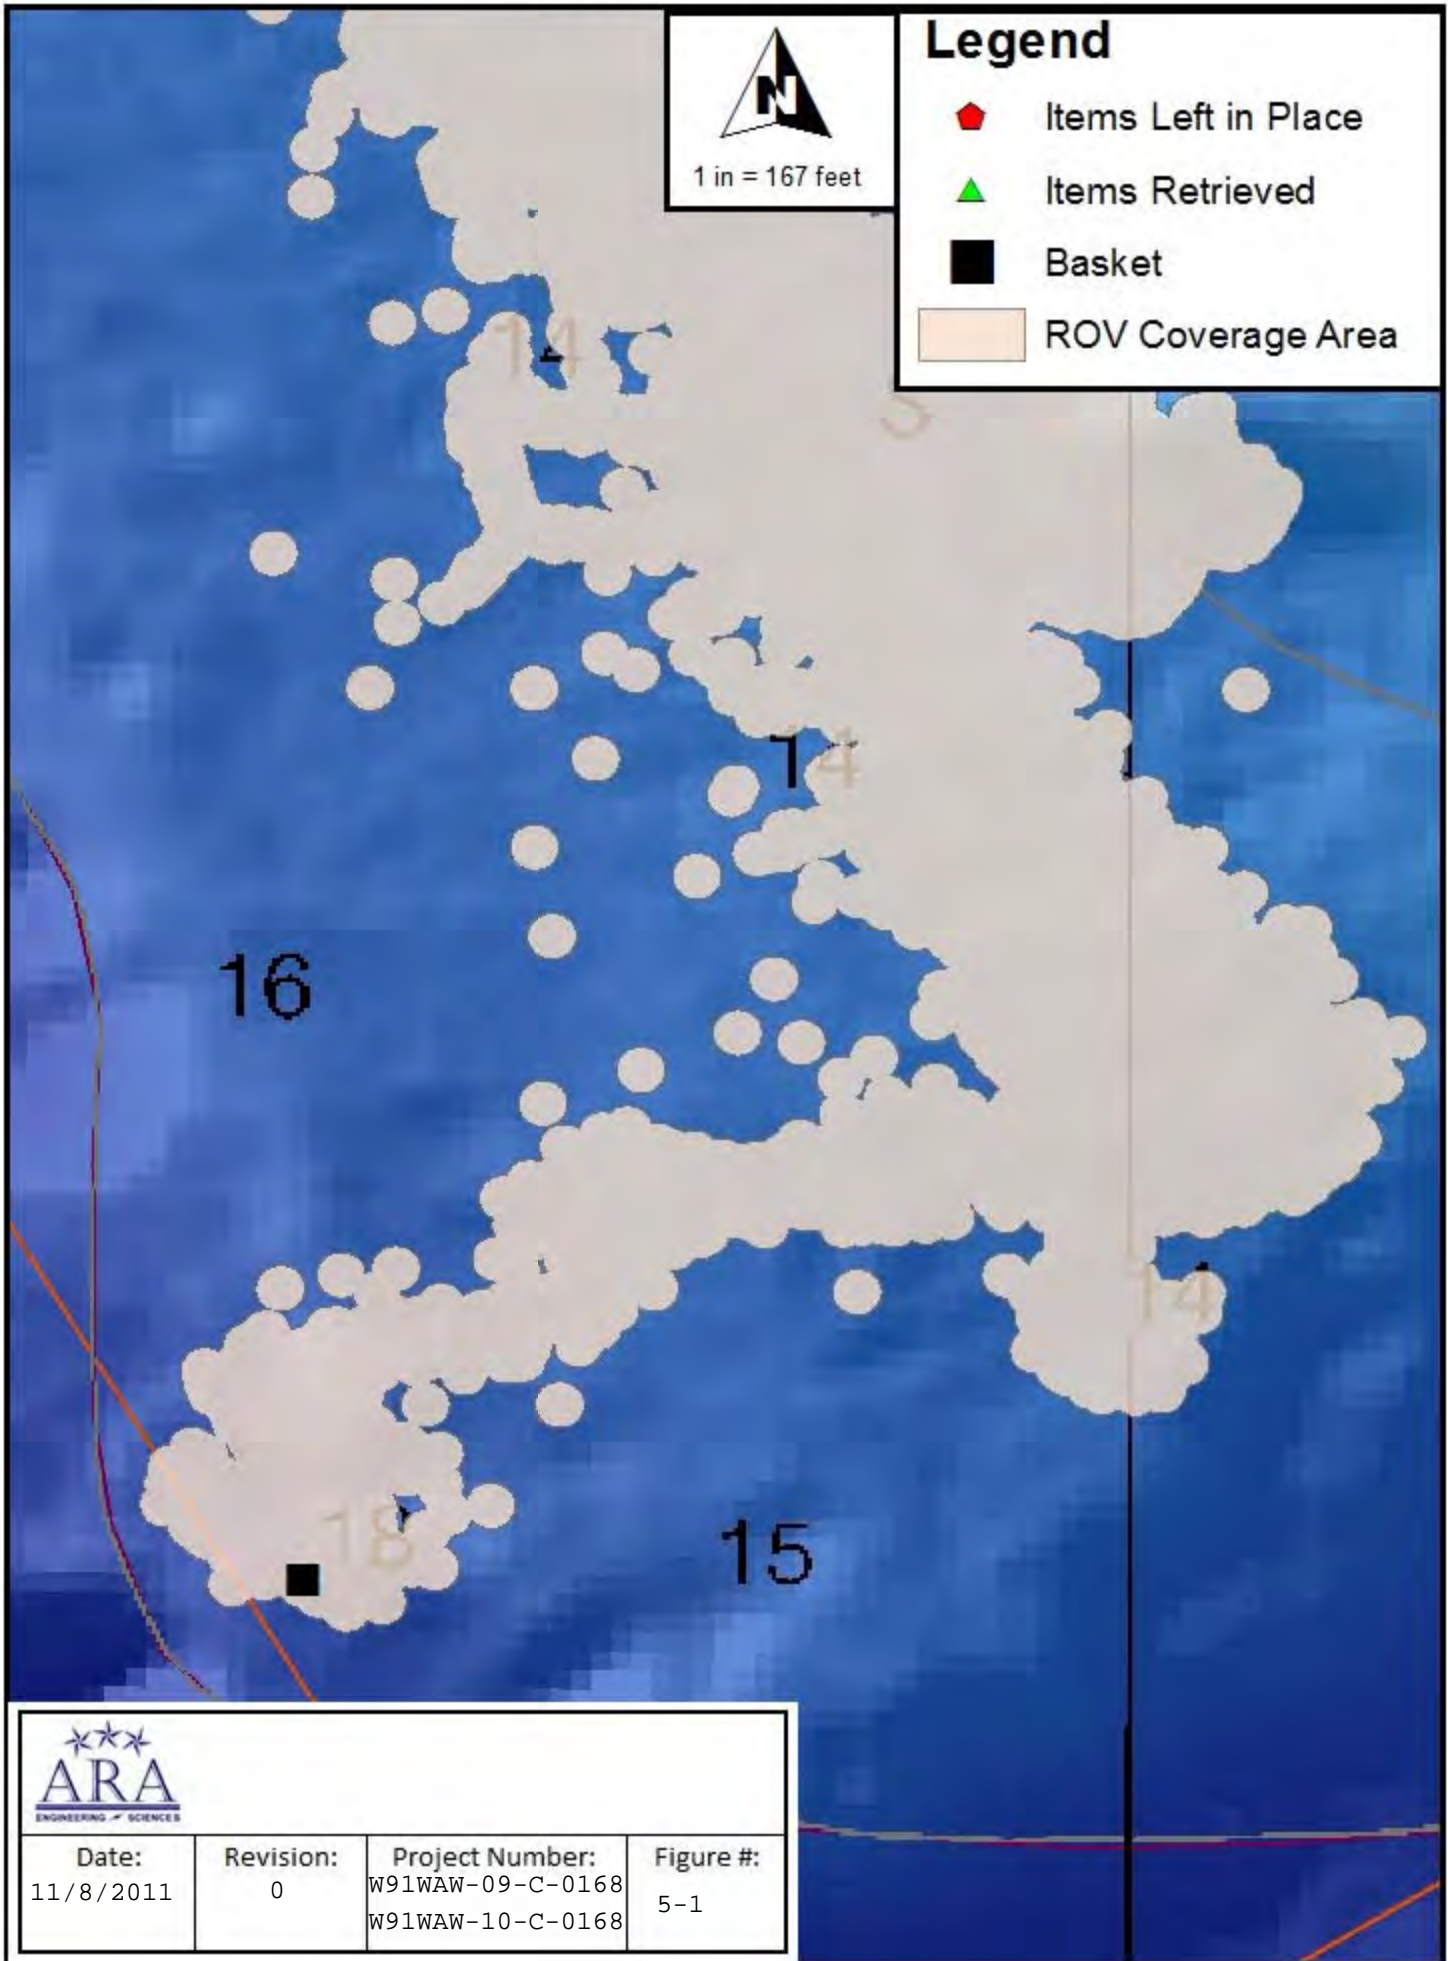 N
1 in = 167 feet
Legend
Items Left in Place
Items Retrieved
Basket
ROV Coverage Area
14
5
14
16
14
18
15
ARA
ENGINEERING SCIENCES
Date:
11/8/2011
Revision:
0
Project Number:
W91WAW-09-C-0168
W91WAW-10-C-0168
Figure #:
5-1